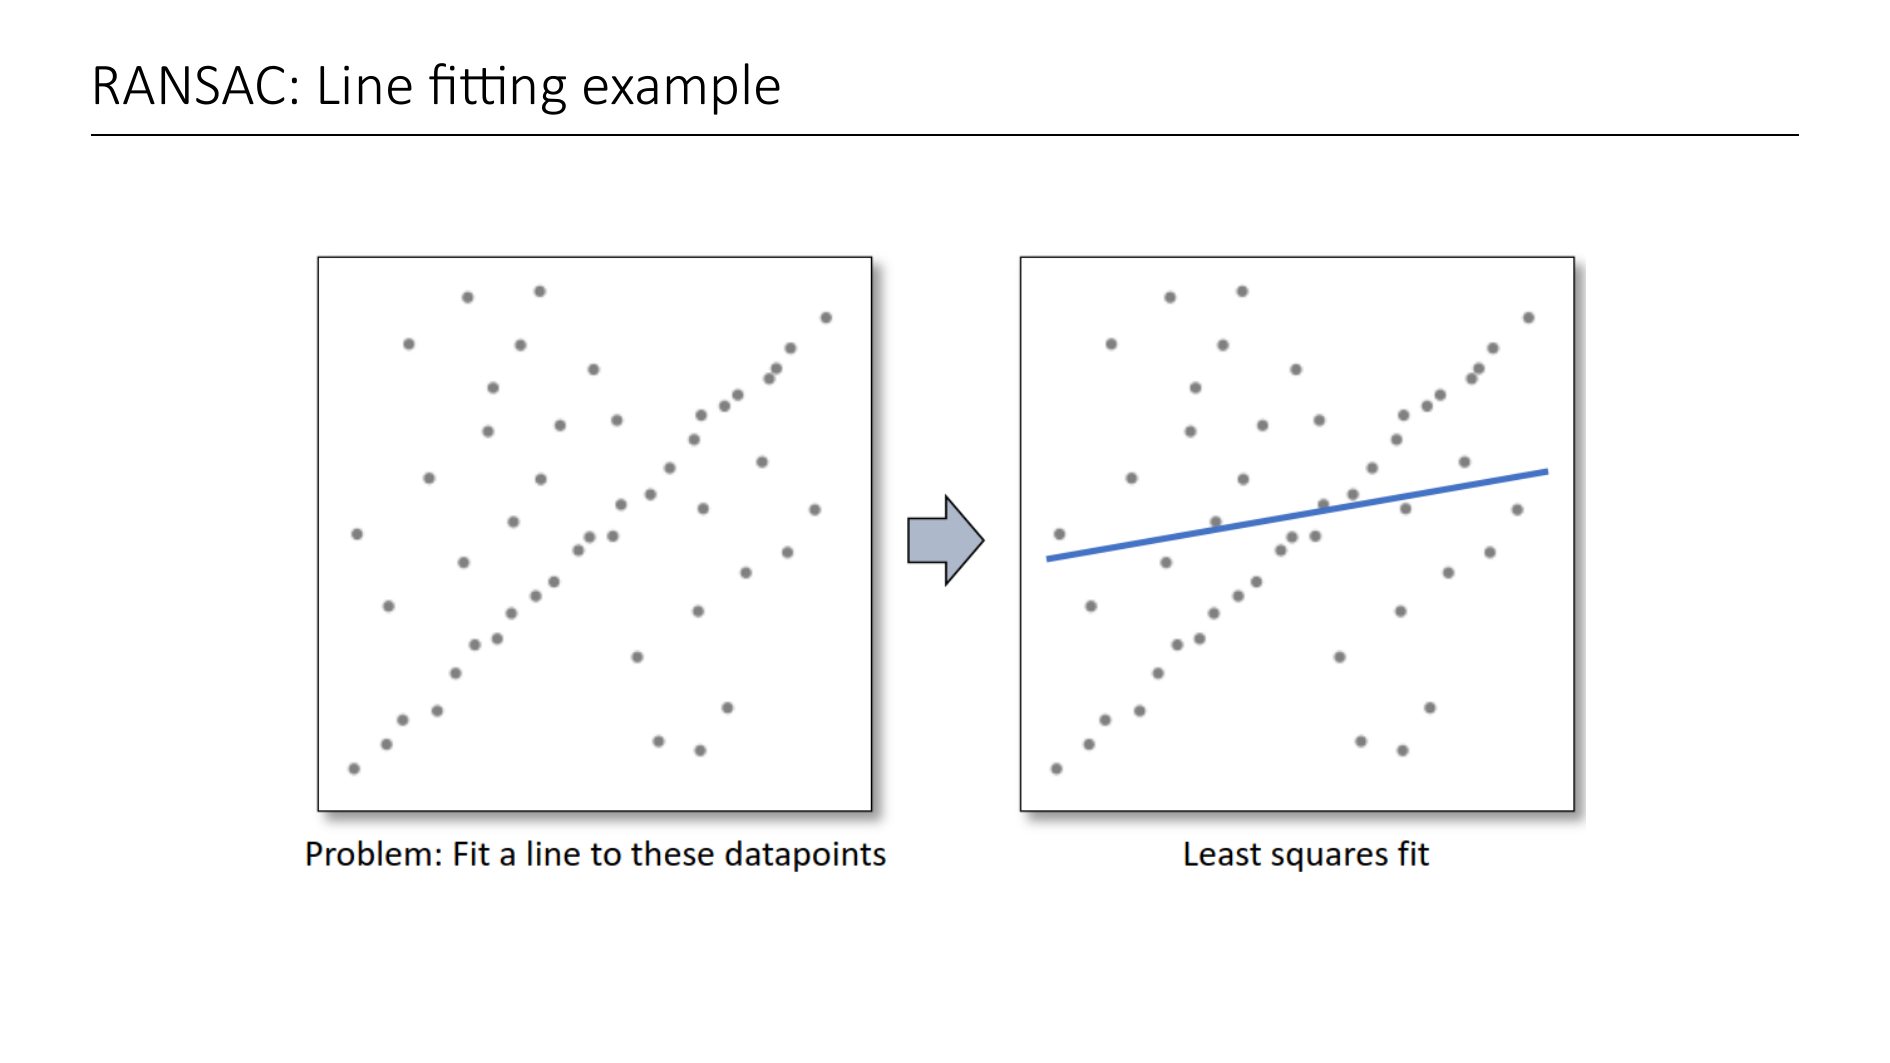 RANSAC: Line fitting example
Problem: Fit a line to these datapoints
Least squares fit